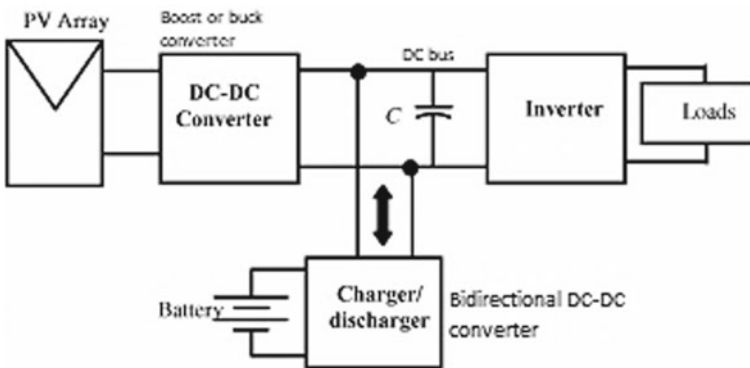 PV Array
Boost or buck
converter
DC-DC
Converter
DC bus
C
Inverter
Loads
Battery
Charger/
discharger
Bidirectional DC-DC
converter